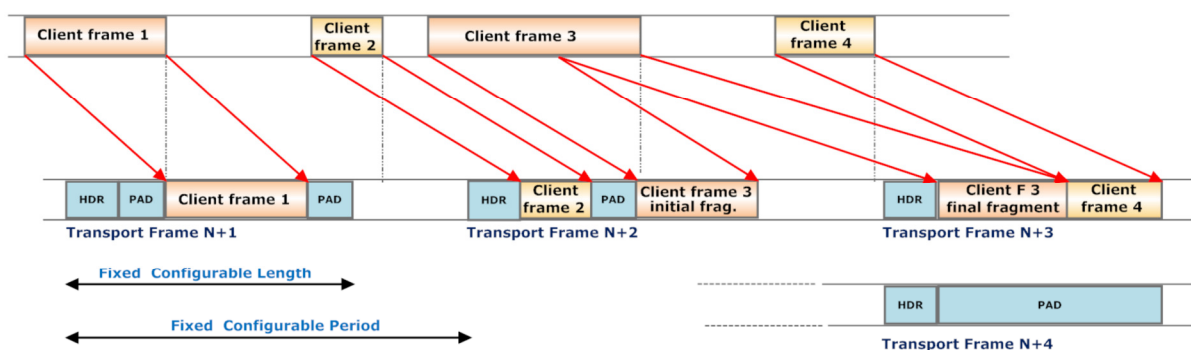 Client frame 1
Client
frame 2
Client frame 3
Client
frame 4
HDR
PAD
Client frame 1
PAD
HDR
Client
frame 2
PAD
Client frame 3
initial frag.
HDR
Client F 3
final fragment
Client
frame 4
Transport Frame N+1
Transport Frame N+2
Transport Frame N+3
Fixed Configurable Length
HDR
PAD
Fixed Configurable Period
Transport Frame N+4